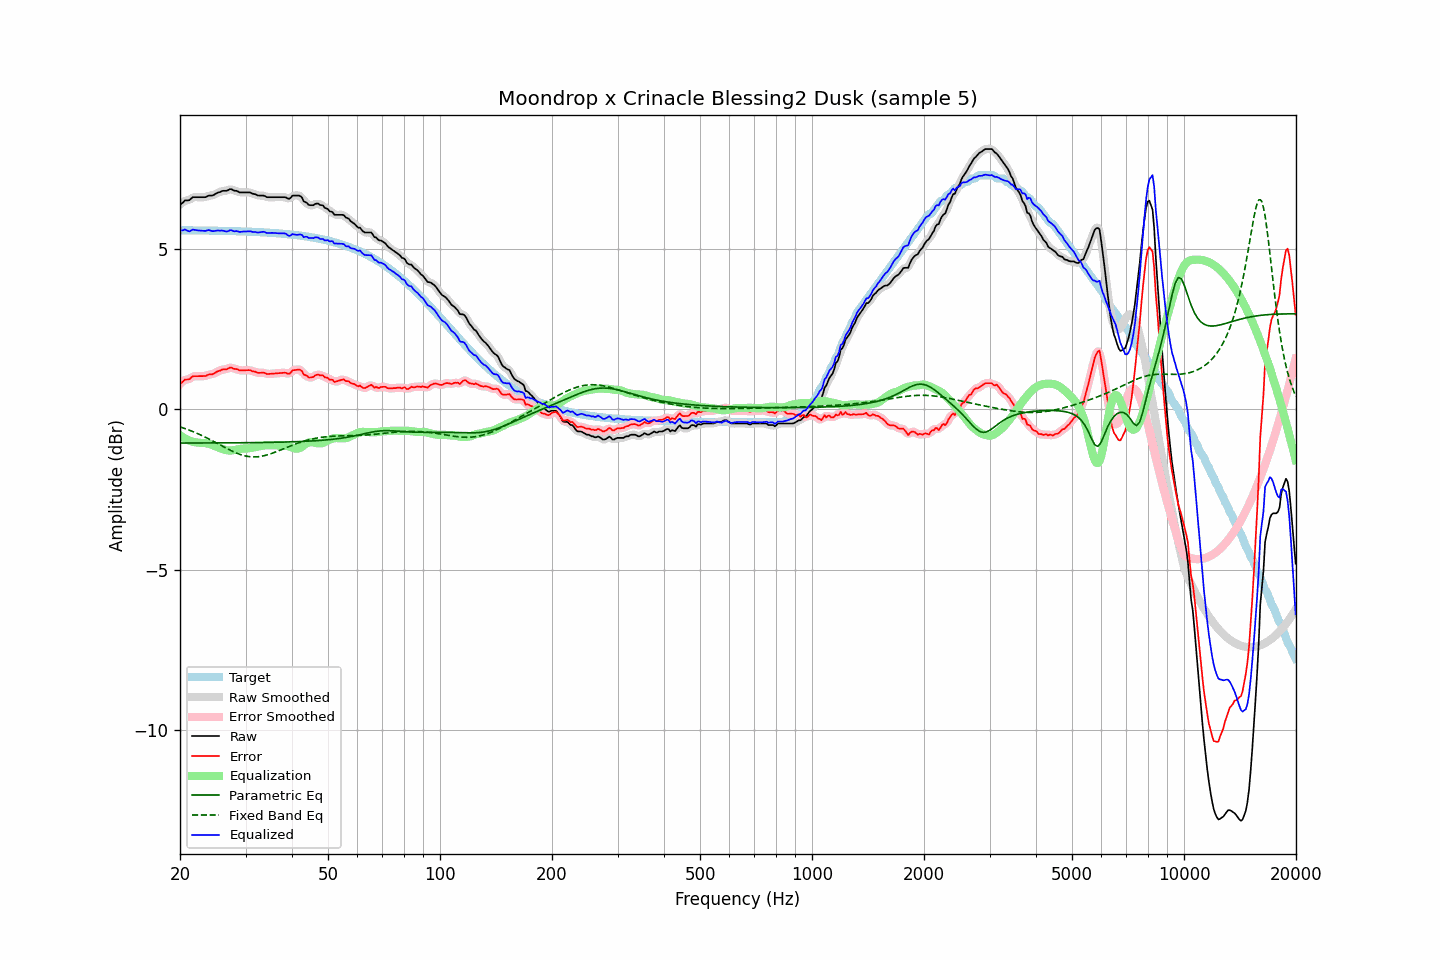 Moondrop x Crinacle Blessing2 Dusk (sample 5)
Amplitude (dBr)
5
0
−5
−10
Target
Raw Smoothed
Error Smoothed
Raw
Error
Equalization
Parametric Eq
Fixed Band Eq
Equalized
20 50 100 200 500 1000 2000 5000 10000 20000
Frequency (Hz)